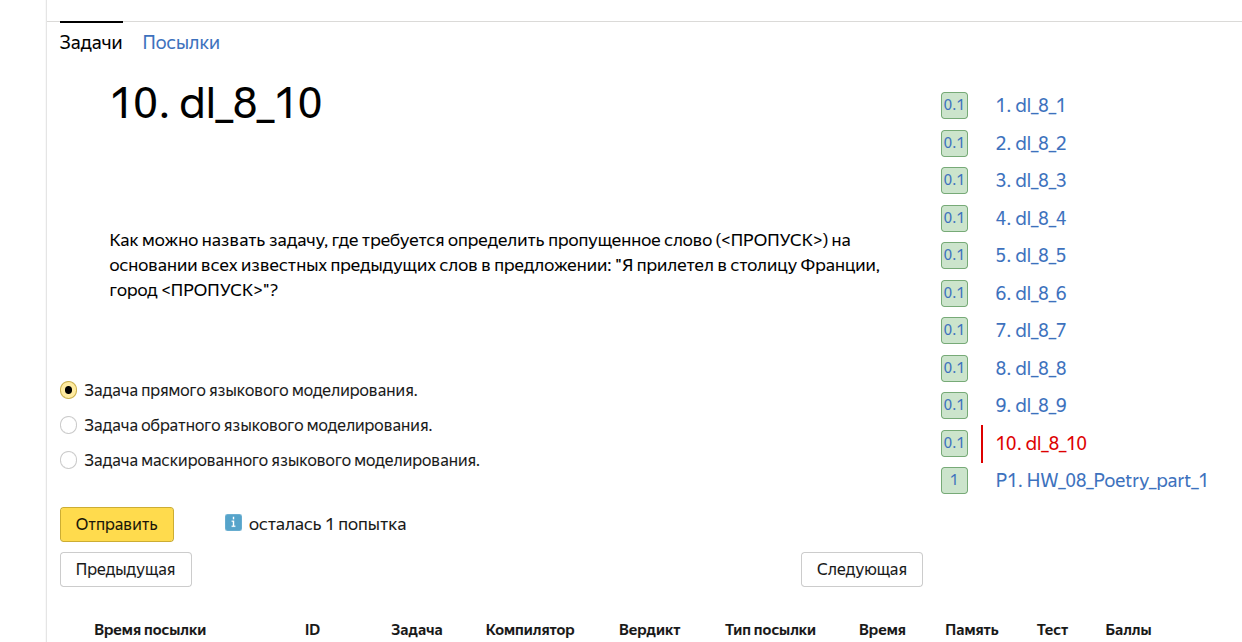 Задачи Посылки
10. dl_8_10
0.1 1. dl_8_1
0.1 2. dl_8_2
0.1 3. dl_8_3
0.1 4. dl_8_4
0.1 5. dl_8_5
0.1 6. dl_8_6
0.1 7. dl_8_7
0.1 8. dl_8_8
0.1 9. dl_8_9
0.1 10. dl_8_10
1 P1. HW_08_Poetry_part_1
Как можно назвать задачу, где требуется определить пропущенное слово (<ПРОПУСК>) на
основании всех известных предыдущих слов в предложении: "Я прилетел в столицу Франции,
город <ПРОПУСК>"?
Задача прямого языкового моделирования.
Задача обратного языкового моделирования.
Задача маскированного языкового моделирования.
Отправить i осталась 1 попытка
Предыдущая Следующая
Время посылки ID Задача Компилятор Вердикт Тип посылки Время Память Тест Баллы